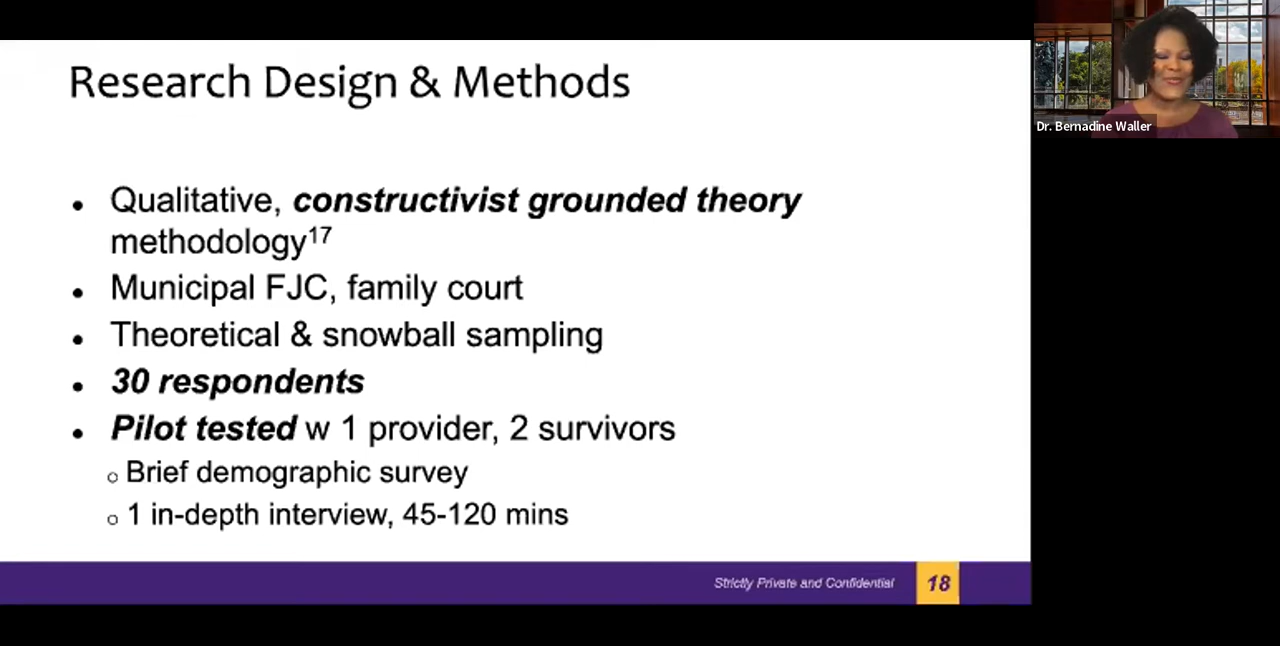 Research Design & Methods
Dr. Bernadine Waller
• Qualitative, constructivist grounded theory
methodology¹⁷
• Municipal FJC, family court
• Theoretical & snowball sampling
• 30 respondents
• Pilot tested w 1 provider, 2 survivors
○ Brief demographic survey
○ 1 in-depth interview, 45-120 mins
Strictly Private and Confidential 18